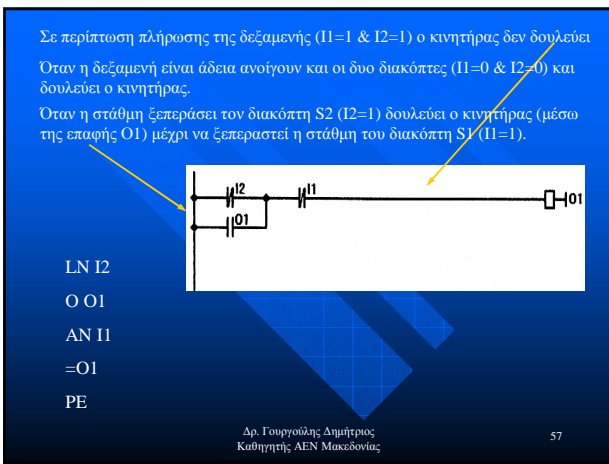 Σε περίπτωση πλήρωσης της δεξαμενής (I1=1 & I2=1) ο κινητήρας δεν δουλεύει
Όταν η δεξαμενή είναι άδεια ανοίγουν και οι δυο διακόπτες (I1=0 & I2=0) και
δουλεύει ο κινητήρας.
Όταν η στάθμη ξεπεράσει τον διακόπτη S2 (I2=1) δουλεύει ο κινητήρας (μέσω
της επαφής O1) μέχρι να ξεπεραστεί η στάθμη του διακόπτη S1 (I1=1).
I2 I1 O1
O1
LN I2
O O1
AN I1
=O1
PE
Δρ. Γουργούλης Δημήτριος
Καθηγητής ΑΕΝ Μακεδονίας
57